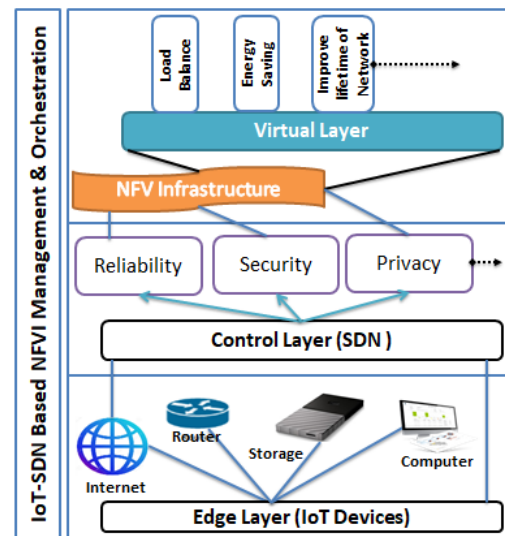 IoT-SDN Based NFVI Management & Orchestration
Load
Balance
Energy
Saving
Improve
lifetime of
Network
Virtual Layer
NFV Infrastructure
Reliability
Security
Privacy
Control Layer (SDN )
Router
Storage
Computer
Internet
Edge Layer (IoT Devices)